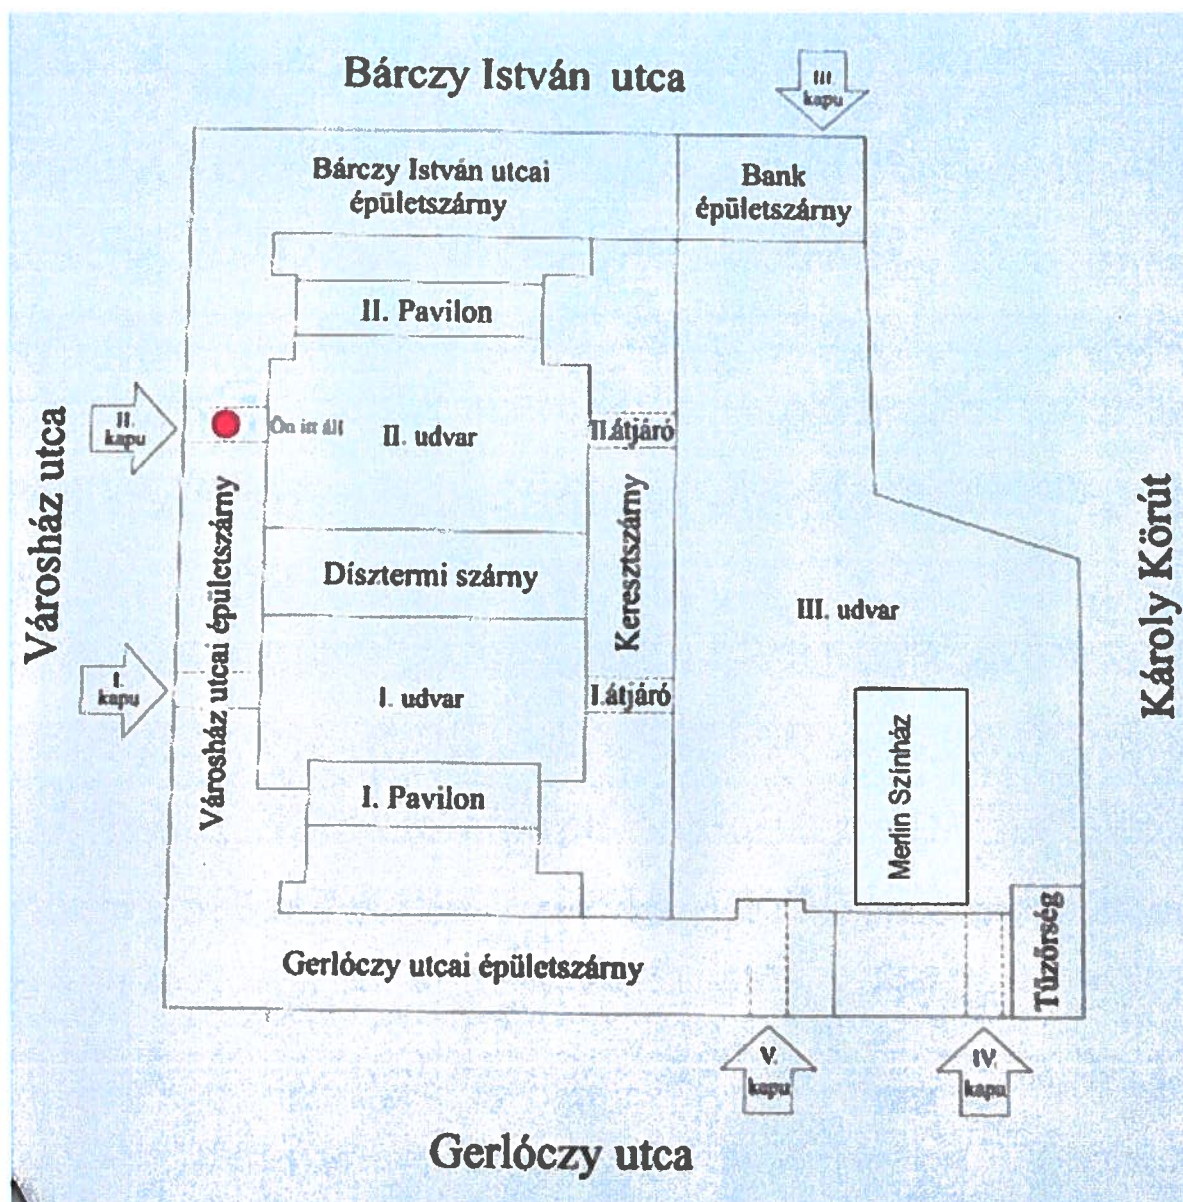 Bárczy István utca
III
kapu
Bárczy István utcai
épületszárny
Bank
épületszárny
II. Pavilon
Városház utca
II.
kapu
Ön itt áll
II. udvar
II.átjáró
Városház utcai épületszárny
Dísztermi szárny
Keresztszárny
III. udvar
Károly Körút
I.
kapu
I. udvar
I.átjáró
Merlin Színház
I. Pavilon
Gerlóczy utcai épületszárny
Tűzőrség
V.
kapu
IV.
kapu
Gerlóczy utca